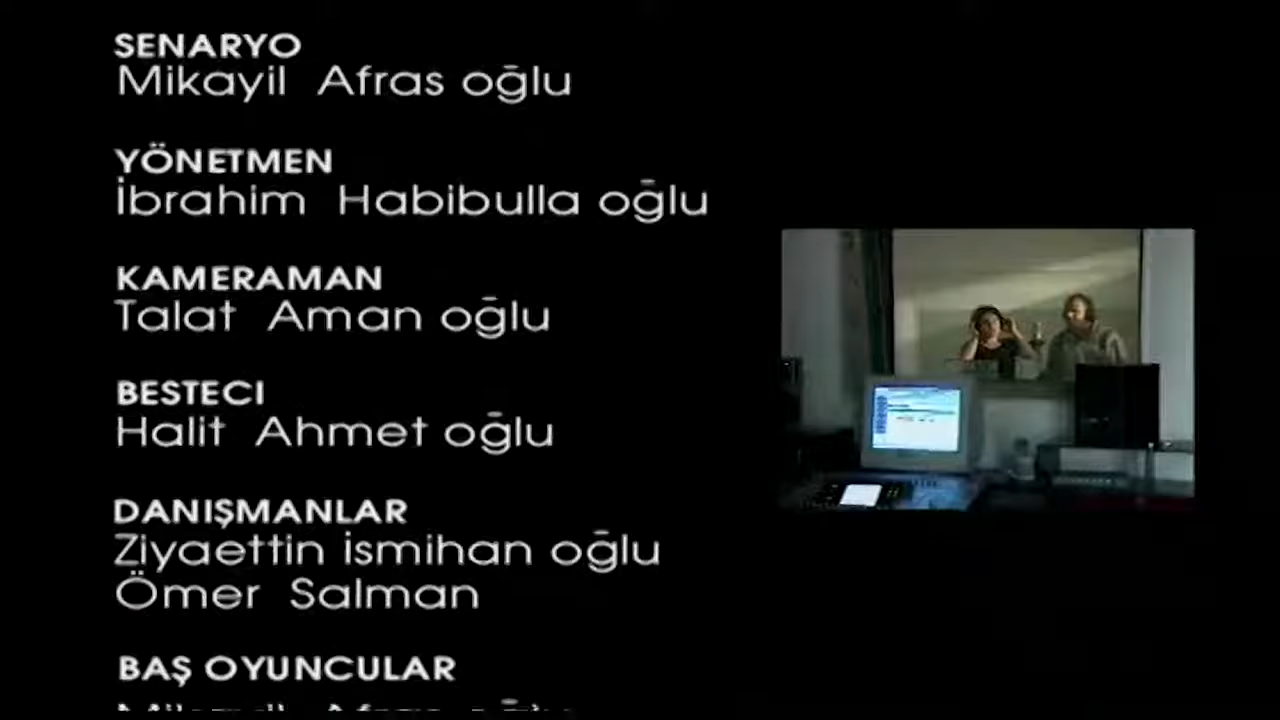 SENARYO
Mikayil Afras oğlu
YÖNETMEN
İbrahim Habibulla oğlu
KAMERAMAN
Talat Aman oğlu
BESTECI
Halit Ahmet oğlu
DANIŞMANLAR
Ziyaettin İsmihan oğlu
Ömer Salman
BAŞ OYUNCULAR